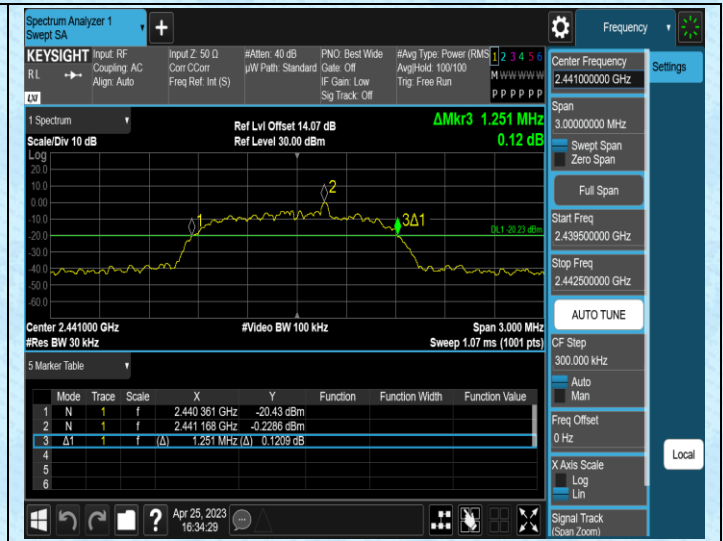 Spectrum Analyzer 1
Swept SA
+
Frequency
KEYSIGHT
RL
LXI
Input: RF
Coupling: AC
Align: Auto
Input Z: 50 Ω
Corr CCorr
Freq Ref: Int (S)
#Atten: 40 dB
µW Path: Standard
PNO: Best Wide
Gate: Off
IF Gain: Low
Sig Track: Off
#Avg Type: Power (RMS
Avg|Hold: 100/100
Trig: Free Run
1 2 3 4 5 6
M W W W W W
P P P P P P
1 Spectrum
Scale/Div 10 dB
Ref Lvl Offset 14.07 dB
Ref Level 30.00 dBm
ΔMkr3 1.251 MHz
0.12 dB
Log
20.0
10.0
0.00
-10.0
-20.0
-30.0
-40.0
-50.0
-60.0
1
2
3Δ1
DL1 -20.23 dBm
Center 2.441000 GHz
#Res BW 30 kHz
#Video BW 100 kHz
Span 3.000 MHz
Sweep 1.07 ms (1001 pts)
5 Marker Table
Mode Trace Scale X Y Function Function Width Function Value
1 N 1 f 2.440 361 GHz -20.43 dBm
2 N 1 f 2.441 168 GHz -0.2286 dBm
3 Δ1 1 f (Δ) 1.251 MHz (Δ) 0.1209 dB
4
5
6
?
Apr 25, 2023
16:34:29
Center Frequency
2.441000000 GHz
Span
3.00000000 MHz
Swept Span
Zero Span
Full Span
Start Freq
2.439500000 GHz
Stop Freq
2.442500000 GHz
AUTO TUNE
CF Step
300.000 kHz
Auto
Man
Freq Offset
0 Hz
X Axis Scale
Log
Lin
Signal Track
(Span Zoom)
Settings
Local